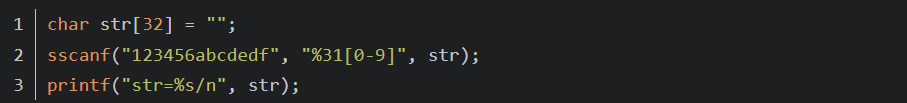 1 char str[32] = "";
2 sscanf("123456abcdedf", "%31[0-9]", str);
3 printf("str=%s/n", str);